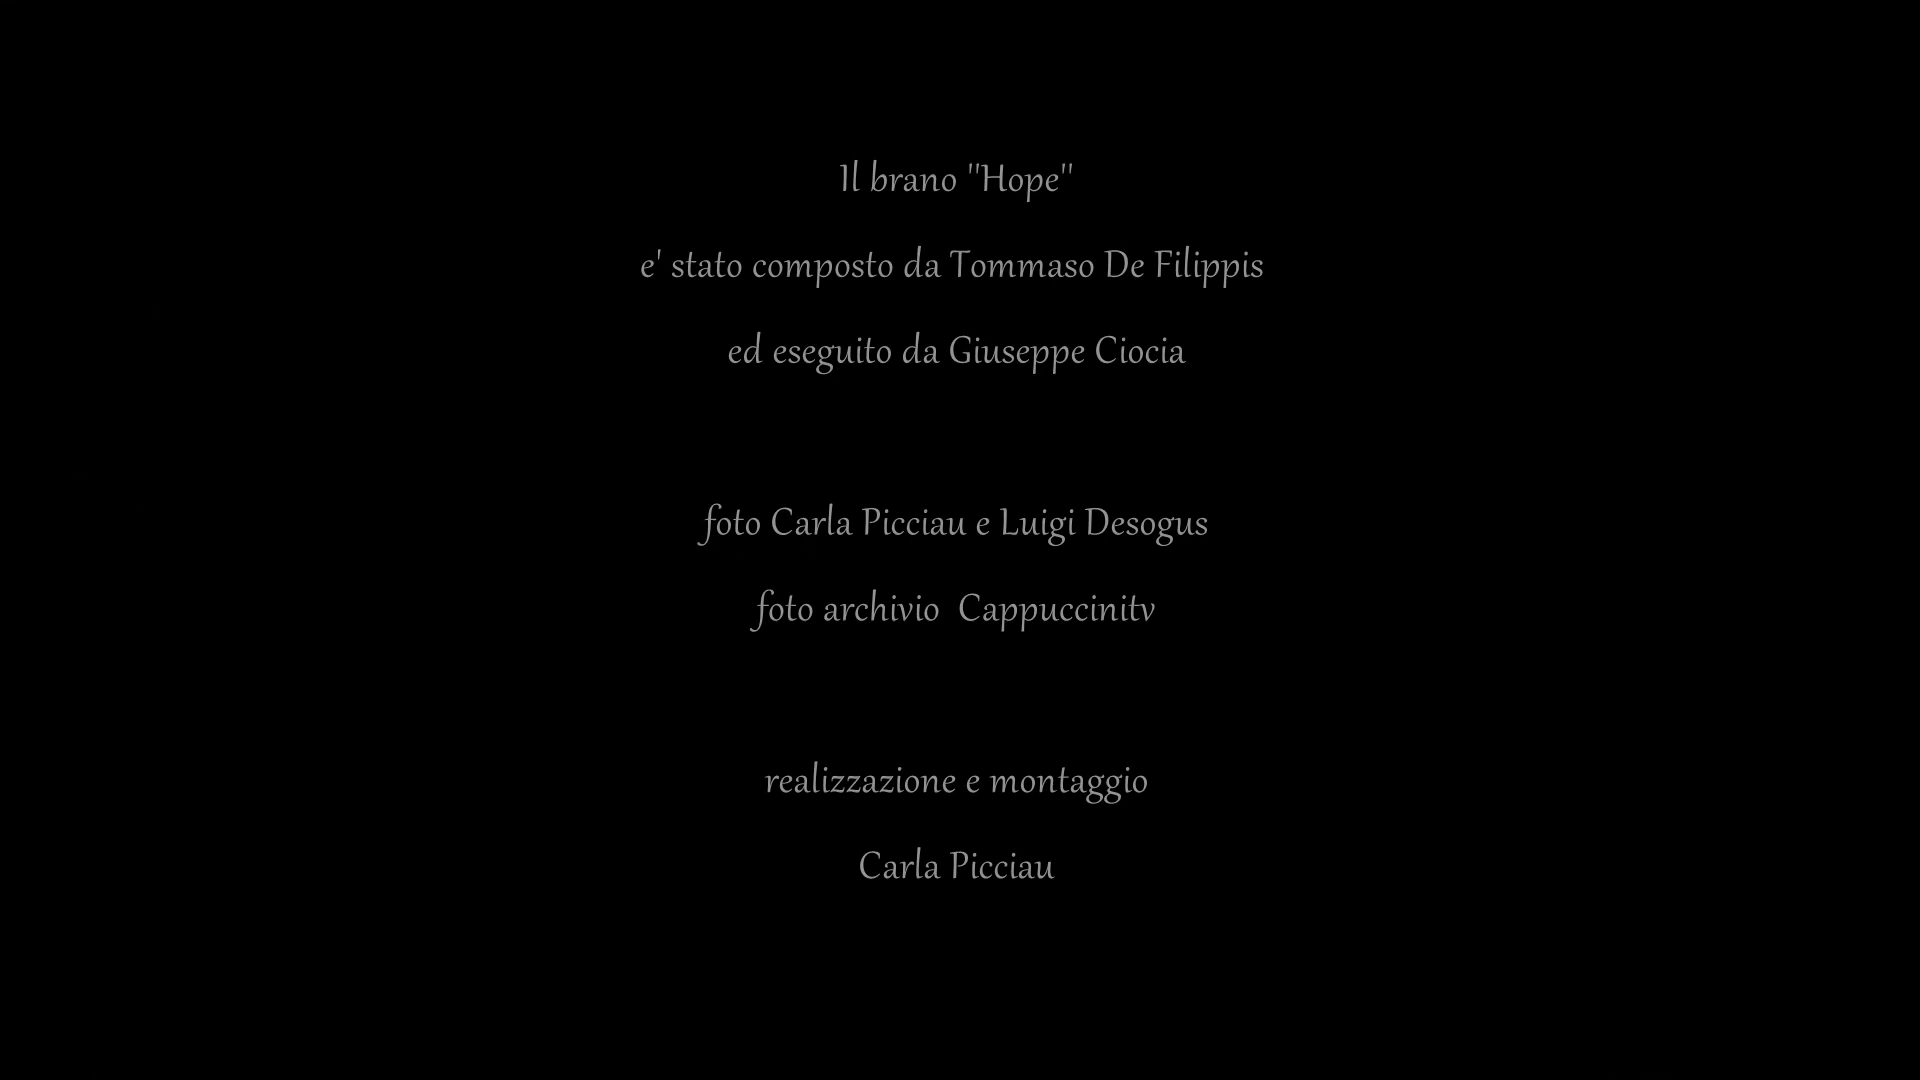 Il brano "Hope"
e' stato composto da Tommaso De Filippis
ed eseguito da Giuseppe Ciocia
foto Carla Picciau e Luigi Desogus
foto archivio  Cappuccinitv
realizzazione e montaggio
Carla Picciau